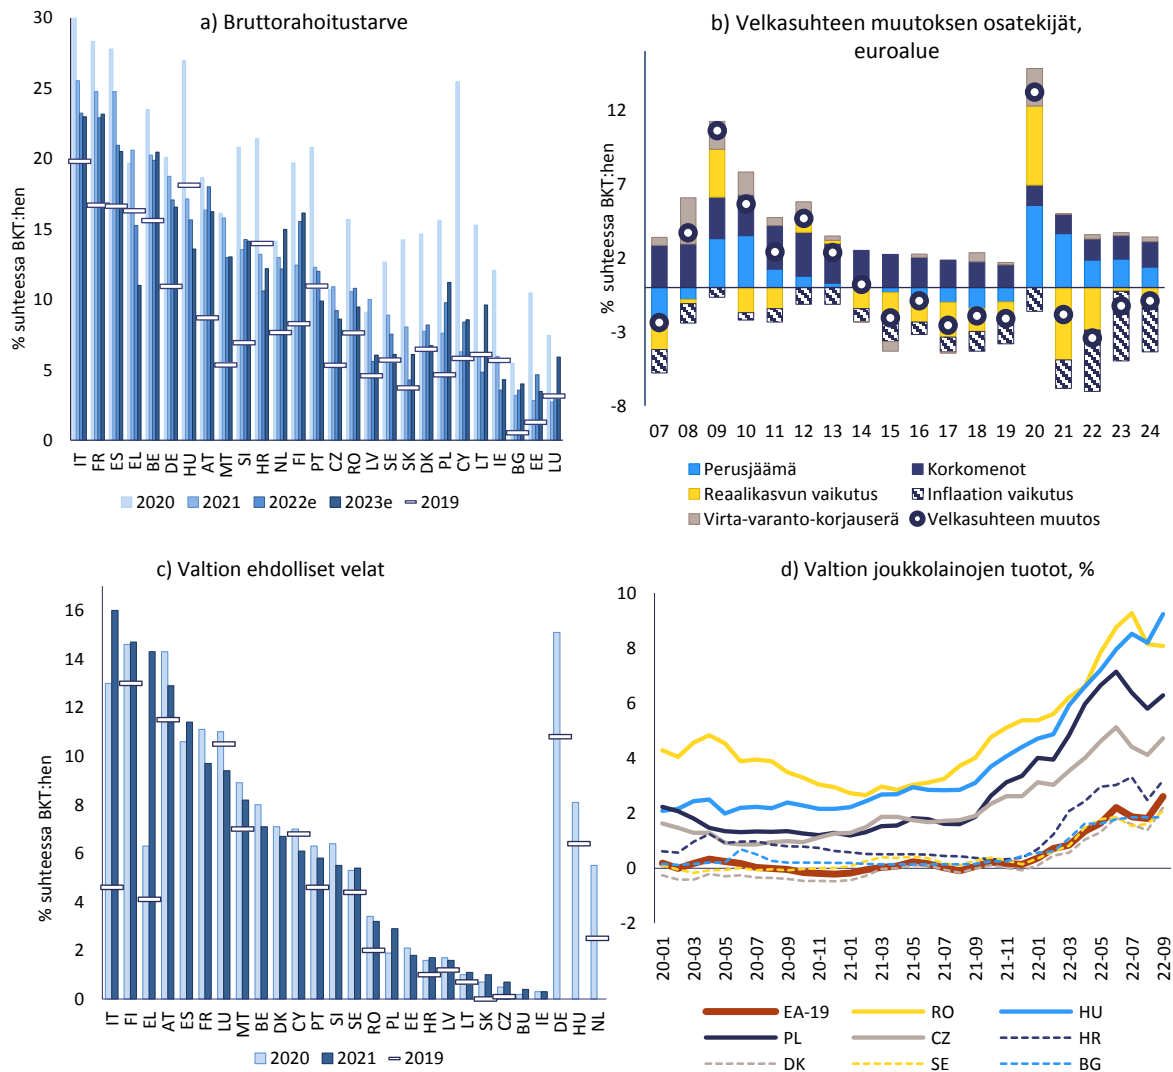 a) Bruttorahoitustarve
% suhteessa BKT:hen
30
25
20
15
10
5
0
IT FR ES EL BE DE HU AT MT SI HR NL FI PT CZ RO LV SE SK DK PL CY LT IE BG EE LU
2020 2021 2022e 2023e 2019
b) Velkasuhteen muutoksen osatekijät,
euroalue
% suhteessa BKT:hen
12
7
2
-3
-8
07 08 09 10 11 12 13 14 15 16 17 18 19 20 21 22 23 24
Perusjäämä Korkomenot
Reaalikasvun vaikutus Inflaation vaikutus
Virta-varanto-korjauserä Velkasuhteen muutos
c) Valtion ehdolliset velat
% suhteessa BKT:hen
16
14
12
10
8
6
4
2
0
IT FI EL AT ES FR LU MT BE DK CY PT SI SE RO PL EE HR LV LT SK CZ BU IE DE HU NL
2020 2021 2019
d) Valtion joukkolainojen tuotot, %
10
8
6
4
2
0
-2
20-01 20-03 20-05 20-07 20-09 20-11 21-01 21-03 21-05 21-07 21-09 21-11 22-01 22-03 22-05 22-07 22-09
EA-19 RO HU
PL CZ HR
DK SE BG